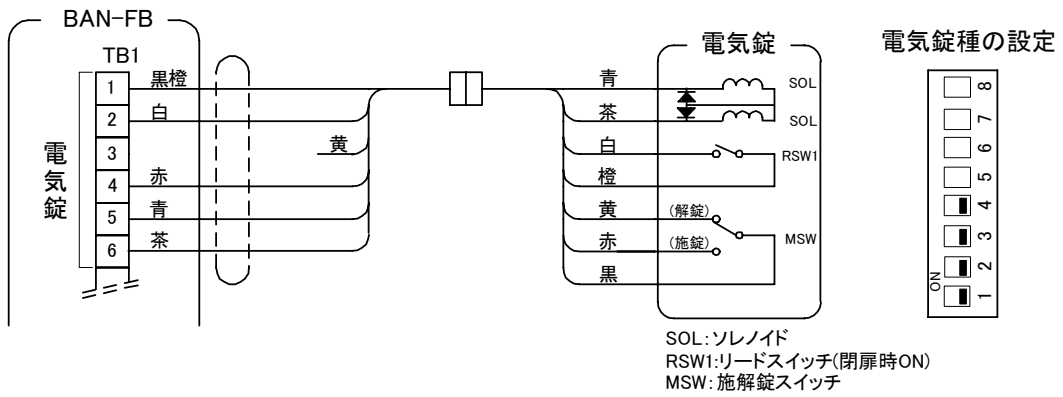 BAN-FB
TB1
電気錠
1 黒橙
2 白
3
4 赤
5 青
6 茶
黄
電気錠
青 SOL
茶 SOL
白 RSW1
橙
黄 (解錠)
赤 (施錠) MSW
黒
SOL:ソレノイド
RSW1:リードスイッチ(閉扉時ON)
MSW:施解錠スイッチ
電気錠種の設定
8
7
6
5
4
3
2
1
ON